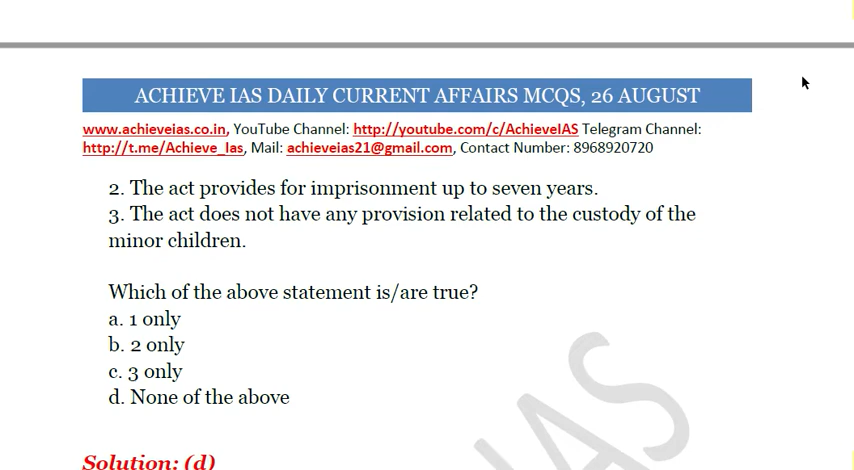 ACHIEVE IAS DAILY CURRENT AFFAIRS MCQS, 26 AUGUST
www.achieveias.co.in, YouTube Channel: http://youtube.com/c/AchieveIAS Telegram Channel:
http://t.me/Achieve_Ias, Mail: achieveias21@gmail.com, Contact Number: 8968920720
2. The act provides for imprisonment up to seven years.
3. The act does not have any provision related to the custody of the
minor children.
Which of the above statement is/are true?
a. 1 only
b. 2 only
c. 3 only
d. None of the above
Solution: (d)
IAS